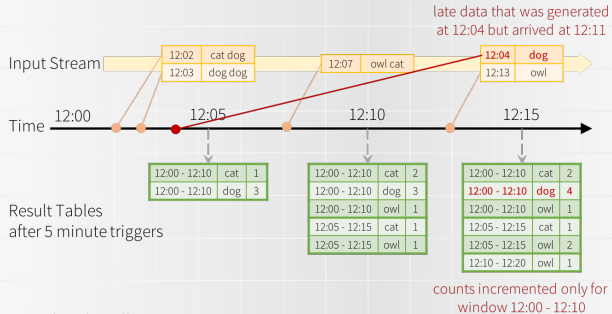 late data that was generated
at 12:04 but arrived at 12:11
Input Stream
12:02 cat dog
12:03 dog dog
12:07 owl cat
12:04 dog
12:13 owl
Time
12:00
12:05
12:10
12:15
12:00 - 12:10 cat 1
12:00 - 12:10 dog 3
12:00 - 12:10 cat 2
12:00 - 12:10 dog 3
12:00 - 12:10 owl 1
12:05 - 12:15 cat 1
12:05 - 12:15 owl 1
12:00 - 12:10 cat 2
12:00 - 12:10 dog 4
12:00 - 12:10 owl 1
12:05 - 12:15 cat 1
12:05 - 12:15 owl 2
12:10 - 12:20 owl 1
Result Tables
after 5 minute triggers
counts incremented only for
window 12:00 - 12:10